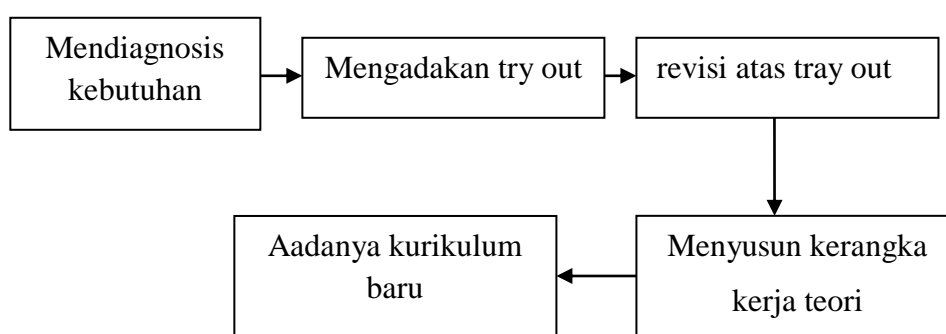 Mendiagnosis
kebutuhan
Mengadakan try out
revisi atas tray out
Menyusun kerangka
kerja teori
Aadanya kurikulum
baru